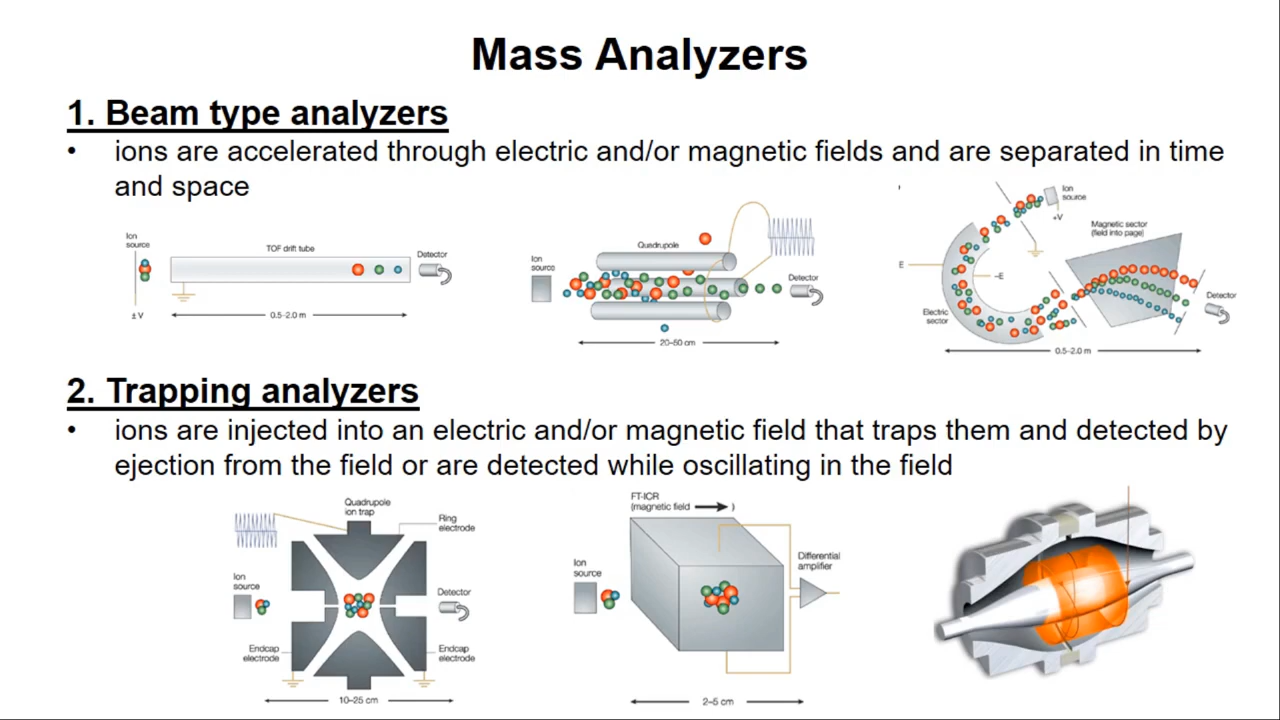 Mass Analyzers
1. Beam type analyzers
• ions are accelerated through electric and/or magnetic fields and are separated in time
and space
Ion
source
TOF drift tube
Detector
± V
0.5–2.0 m
Ion
source
Quadrupole
Detector
20–50 cm
Ion
source
+V
Magnetic sector
(field into page)
E
–E
Electric
sector
Detector
0.5–2.0 m
2. Trapping analyzers
• ions are injected into an electric and/or magnetic field that traps them and detected by
ejection from the field or are detected while oscillating in the field
Quadrupole
ion trap
Ring
electrode
Ion
source
Detector
Endcap
electrode
Endcap
electrode
10–25 cm
FT-ICR
(magnetic field )
Ion
source
Differential
amplifier
2–5 cm